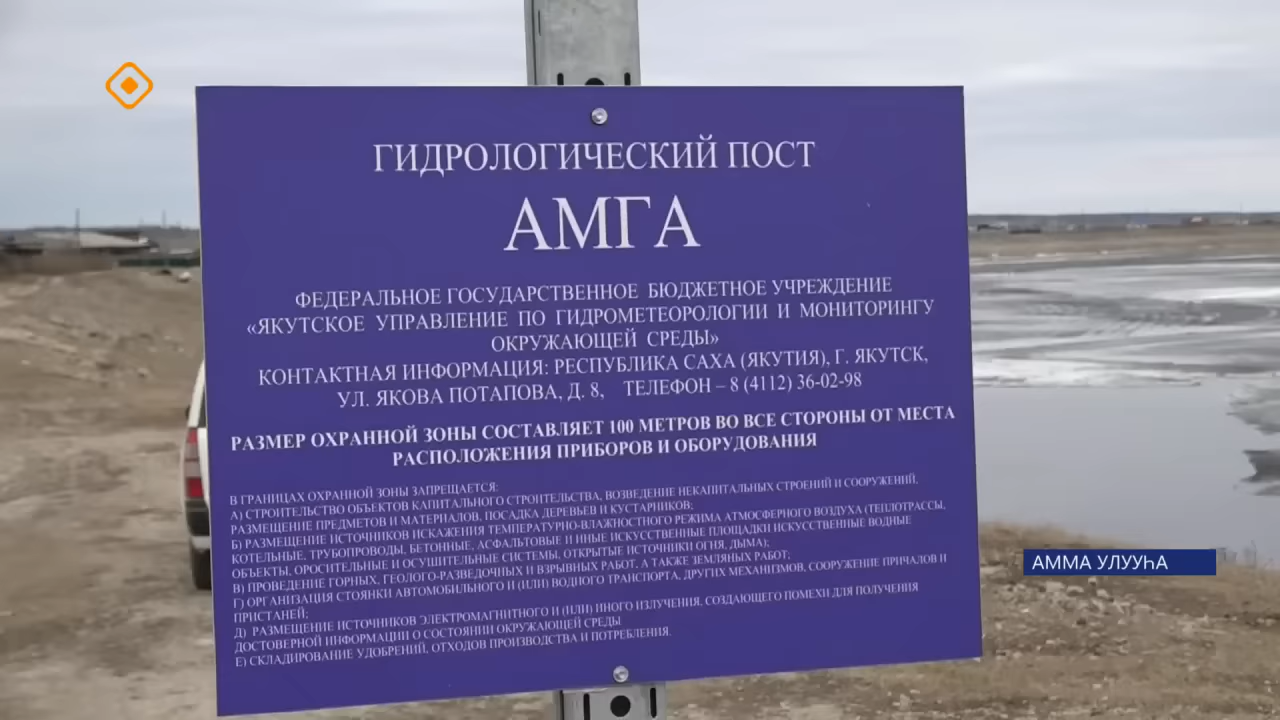 ГИДРОЛОГИЧЕСКИЙ ПОСТ
АМГА
ФЕДЕРАЛЬНОЕ ГОСУДАРСТВЕННОЕ БЮДЖЕТНОЕ УЧРЕЖДЕНИЕ
«ЯКУТСКОЕ УПРАВЛЕНИЕ ПО ГИДРОМЕТЕОРОЛОГИИ И МОНИТОРИНГУ
ОКРУЖАЮЩЕЙ СРЕДЫ»
КОНТАКТНАЯ ИНФОРМАЦИЯ: РЕСПУБЛИКА САХА (ЯКУТИЯ), Г. ЯКУТСК,
УЛ. ЯКОВА ПОТАПОВА, Д. 8, ТЕЛЕФОН – 8 (4112) 36-02-98
РАЗМЕР ОХРАННОЙ ЗОНЫ СОСТАВЛЯЕТ 100 МЕТРОВ ВО ВСЕ СТОРОНЫ ОТ МЕСТА
РАСПОЛОЖЕНИЯ ПРИБОРОВ И ОБОРУДОВАНИЯ
В ГРАНИЦАХ ОХРАННОЙ ЗОНЫ ЗАПРЕЩАЕТСЯ:
А) СТРОИТЕЛЬСТВО ОБЪЕКТОВ КАПИТАЛЬНОГО СТРОИТЕЛЬСТВА, ВОЗВЕДЕНИЕ НЕКАПИТАЛЬНЫХ СТРОЕНИЙ И СООРУЖЕНИЙ,
РАЗМЕЩЕНИЕ ПРЕДМЕТОВ И МАТЕРИАЛОВ, ПОСАДКА ДЕРЕВЬЕВ И КУСТАРНИКОВ;
Б) РАЗМЕЩЕНИЕ ИСТОЧНИКОВ ИСКАЖЕНИЯ ТЕМПЕРАТУРНО-ВЛАЖНОСТНОГО РЕЖИМА АТМОСФЕРНОГО ВОЗДУХА (ТЕПЛОТРАССЫ,
КОТЕЛЬНЫЕ, ТРУБОПРОВОДЫ, БЕТОННЫЕ, АСФАЛЬТОВЫЕ И ИНЫЕ ИСКУССТВЕННЫЕ ПЛОЩАДКИ ИСКУССТВЕННЫЕ ВОДНЫЕ
ОБЪЕКТЫ, ОРОСИТЕЛЬНЫЕ И ОСУШИТЕЛЬНЫЕ СИСТЕМЫ, ОТКРЫТЫЕ ИСТОЧНИКИ ОГНЯ, ДЫМА);
В) ПРОВЕДЕНИЕ ГОРНЫХ, ГЕОЛОГО-РАЗВЕДОЧНЫХ И ВЗРЫВНЫХ РАБОТ, А ТАКЖЕ ЗЕМЛЯНЫХ РАБОТ;
Г) ОРГАНИЗАЦИЯ СТОЯНКИ АВТОМОБИЛЬНОГО И (ИЛИ) ВОДНОГО ТРАНСПОРТА, ДРУГИХ МЕХАНИЗМОВ, СООРУЖЕНИЕ ПРИЧАЛОВ И
ПРИСТАНЕЙ;
Д) РАЗМЕЩЕНИЕ ИСТОЧНИКОВ ЭЛЕКТРОМАГНИТНОГО И (ИЛИ) ИНОГО ИЗЛУЧЕНИЯ, СОЗДАЮЩЕГО ПОМЕХИ ДЛЯ ПОЛУЧЕНИЯ
ДОСТОВЕРНОЙ ИНФОРМАЦИИ О СОСТОЯНИИ ОКРУЖАЮЩЕЙ СРЕДЫ
Е) СКЛАДИРОВАНИЕ УДОБРЕНИЙ, ОТХОДОВ ПРОИЗВОДСТВА И ПОТРЕБЛЕНИЯ.
АММА УЛУУҺА